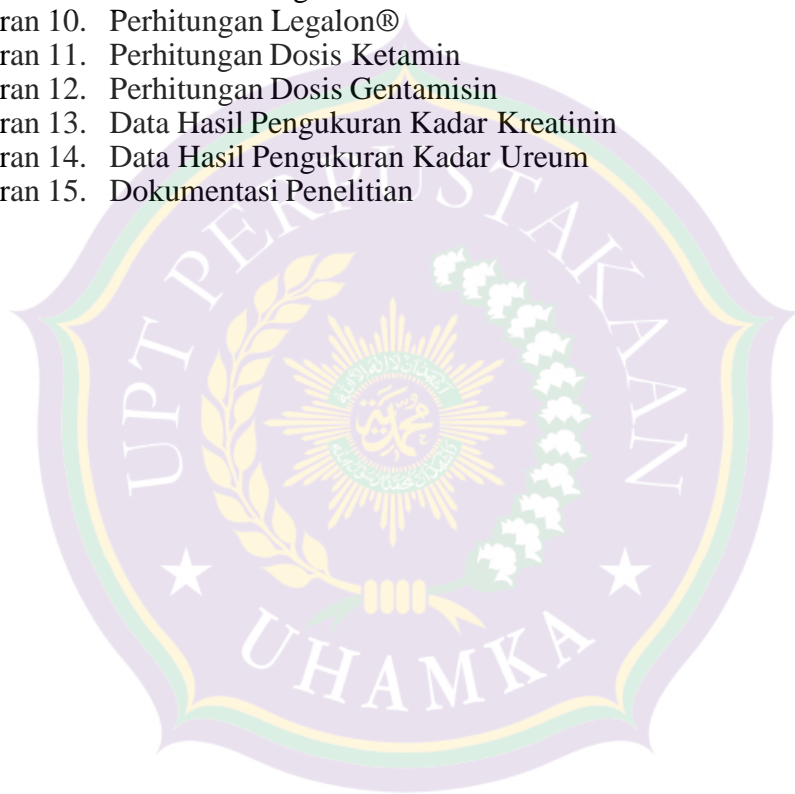 ran 10. Perhitungan Legalon®
ran 11. Perhitungan Dosis Ketamin
ran 12. Perhitungan Dosis Gentamisin
ran 13. Data Hasil Pengukuran Kadar Kreatinin
ran 14. Data Hasil Pengukuran Kadar Ureum
ran 15. Dokumentasi Penelitian
UPT PERPUSTAKAAN
محمدية
UHAMKA